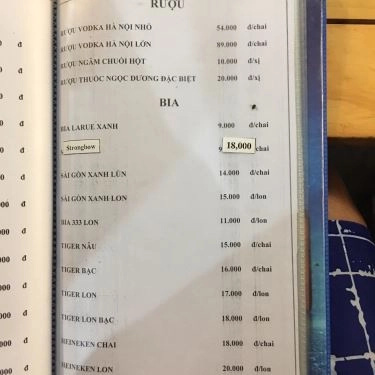 RƯỢU
RƯỢU VODKA HÀ NỘI NHỎ 54.000 đ/chai
RƯỢU VODKA HÀ NỘI LỚN 89.000 đ/chai
RƯỢU NGÂM CHUỐI HỘT 10.000 đ/xị
RƯỢU THUỐC NGỌC DƯƠNG ĐẶC BIỆT 20.000 đ/xị
BIA
BIA LARUE XANH 9.000 đ/chai
Strongbow 18,000 đ/chai
SÀI GÒN XANH LÙN 14.000 đ/chai
SÀI GÒN XANH LON 15.000 đ/lon
BIA 333 LON 11.000 đ/lon
TIGER NÂU 15.000 đ/chai
TIGER BẠC 16.000 đ/chai
TIGER LON 17.000 đ/lon
TIGER LON BẠC 18.000 đ/lon
HEINEKEN CHAI 18.000 đ/chai
HEINEKEN LON 20.000 đ/lon